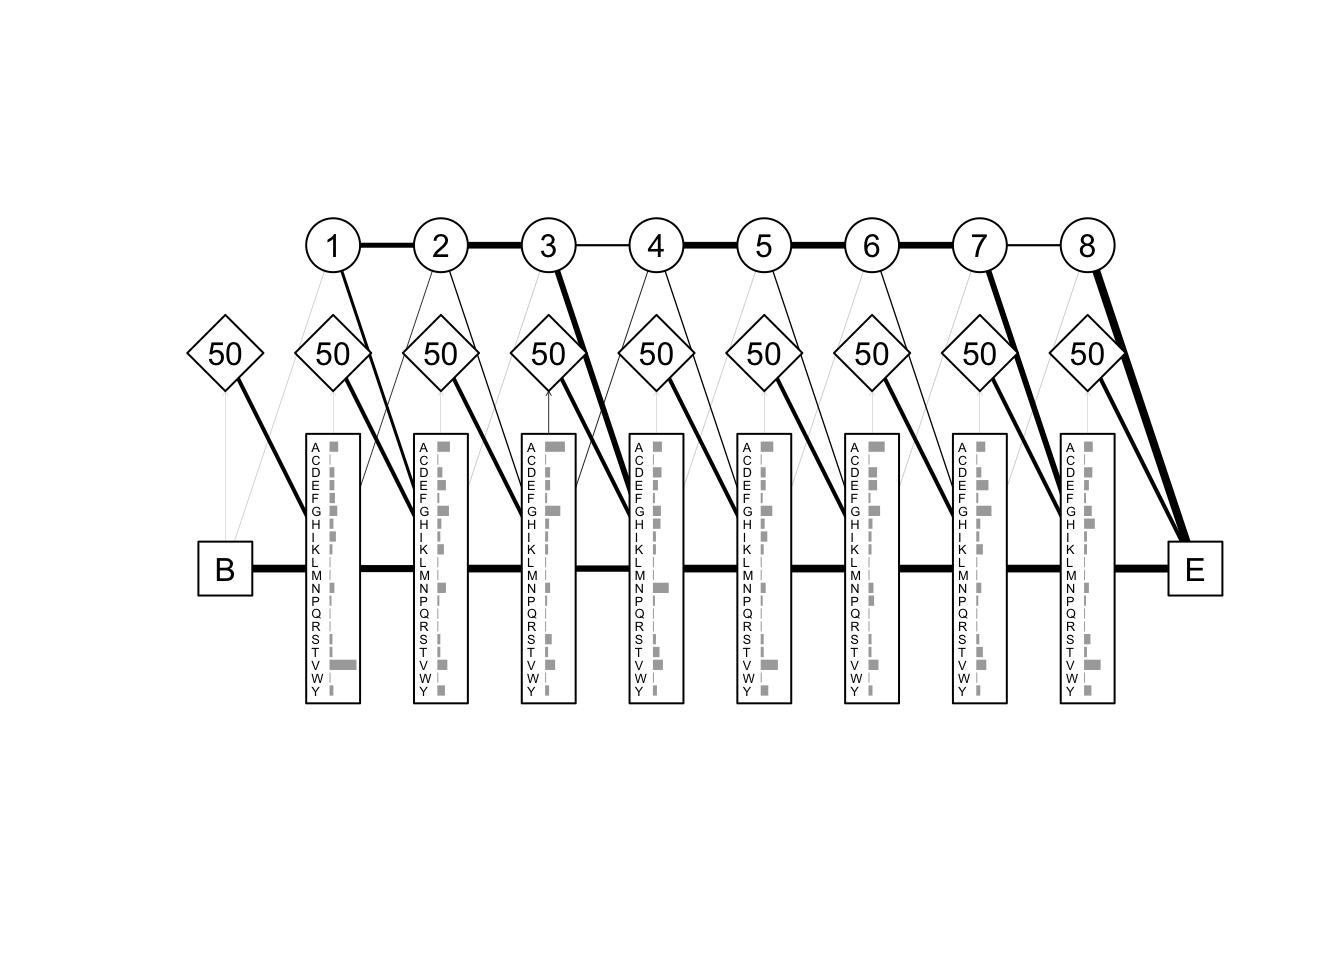 1 2 3 4 5 6 7 8
50 50 50 50 50 50 50 50 50
A A A A A A A A
C C C C C C C C
D D D D D D D D
E E E E E E E E
F F F F F F F F
G G G G G G G G
H H H H H H H H
I I I I I I I I
K K K K K K K K
B L L L L L L L L E
M M M M M M M M
N N N N N N N N
P P P P P P P P
Q Q Q Q Q Q Q Q
R R R R R R R R
S S S S S S S S
T T T T T T T T
V V V V V V V V
W W W W W W W W
Y Y Y Y Y Y Y Y